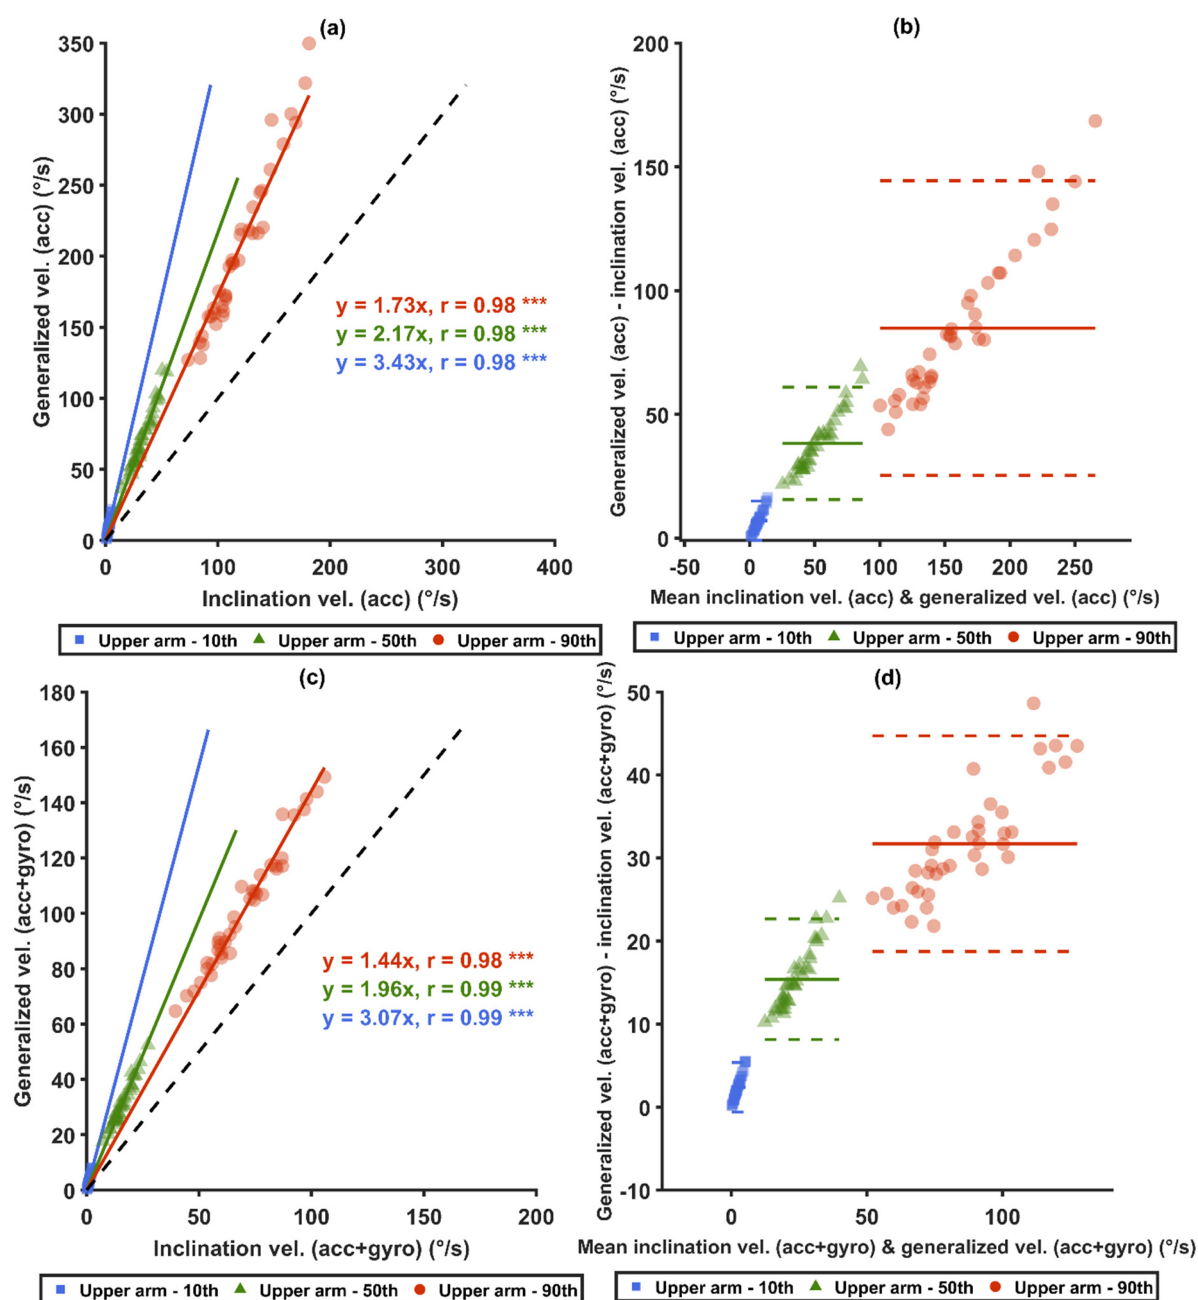 (a)
350
300
250
200
150
100
50
0
0 100 200 300 400
Generalized vel. (acc) (°/s)
Inclination vel. (acc) (°/s)
y = 1.73x, r = 0.98 ***
y = 2.17x, r = 0.98 ***
y = 3.43x, r = 0.98 ***
Upper arm - 10th Upper arm - 50th Upper arm - 90th
(b)
200
150
100
50
0
-50 0 50 100 150 200 250
Generalized vel. (acc) - inclination vel. (acc) (°/s)
Mean inclination vel. (acc) & generalized vel. (acc) (°/s)
Upper arm - 10th Upper arm - 50th Upper arm - 90th
(c)
180
160
140
120
100
80
60
40
20
0
0 50 100 150 200
Generalized vel. (acc+gyro) (°/s)
Inclination vel. (acc+gyro) (°/s)
y = 1.44x, r = 0.98 ***
y = 1.96x, r = 0.99 ***
y = 3.07x, r = 0.99 ***
Upper arm - 10th Upper arm - 50th Upper arm - 90th
(d)
50
40
30
20
10
0
-10
0 50 100
Generalized vel. (acc+gyro) - inclination vel. (acc+gyro) (°/s)
Mean inclination vel. (acc+gyro) & generalized vel. (acc+gyro) (°/s)
Upper arm - 10th Upper arm - 50th Upper arm - 90th